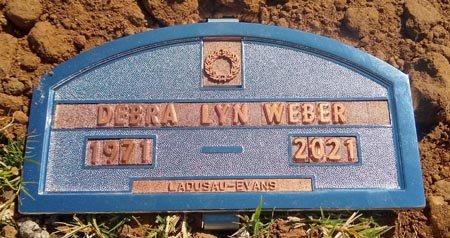 DEBRA LYN WEBER
1971 — 2021
LADUSAU-EVANS